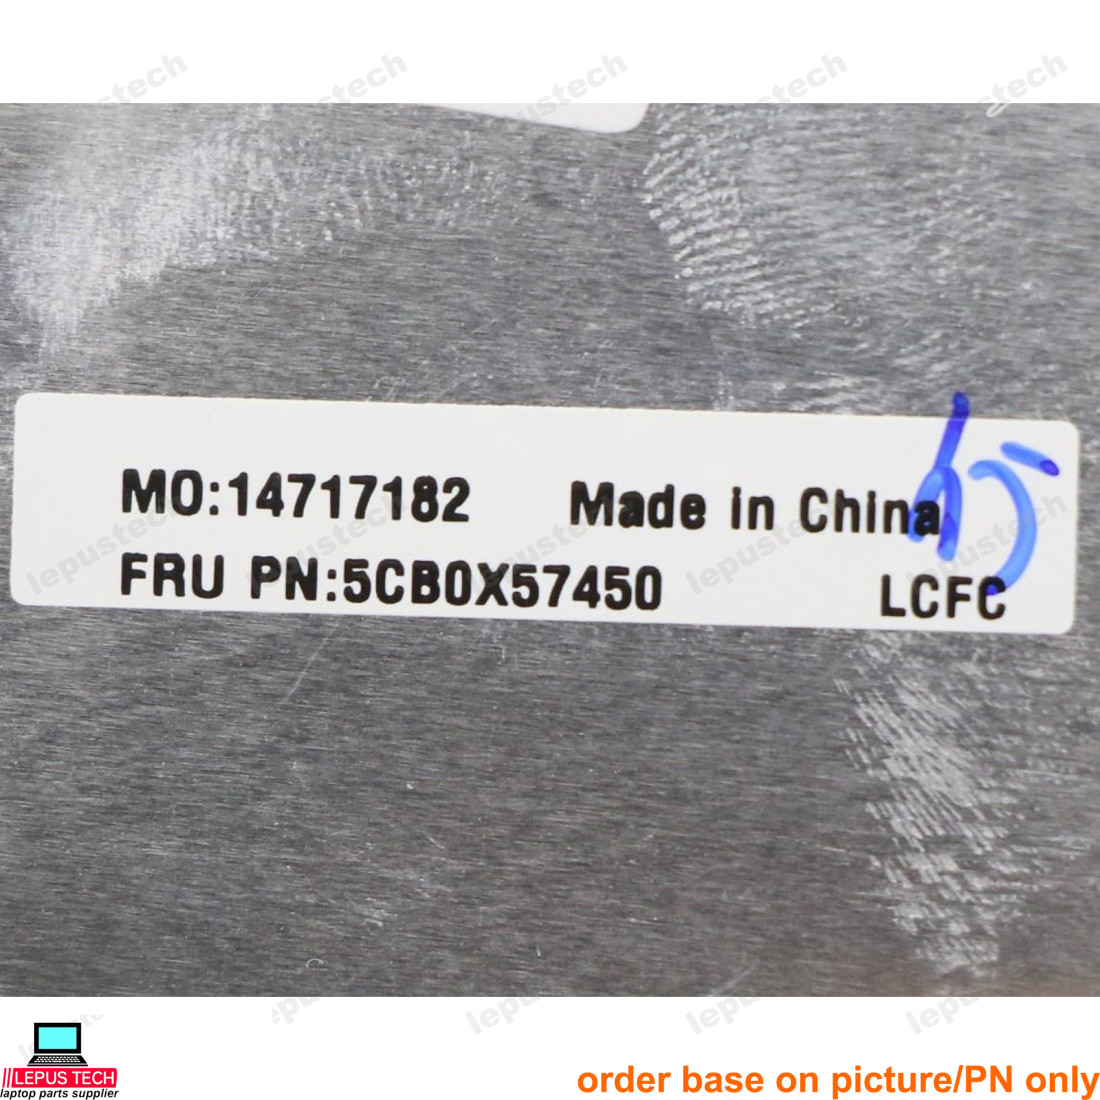 MO:14717182 Made in China
FRU PN:5CB0X57450 LCFC
lepustech
LEPUS TECH
laptop parts supplier
order base on picture/PN only